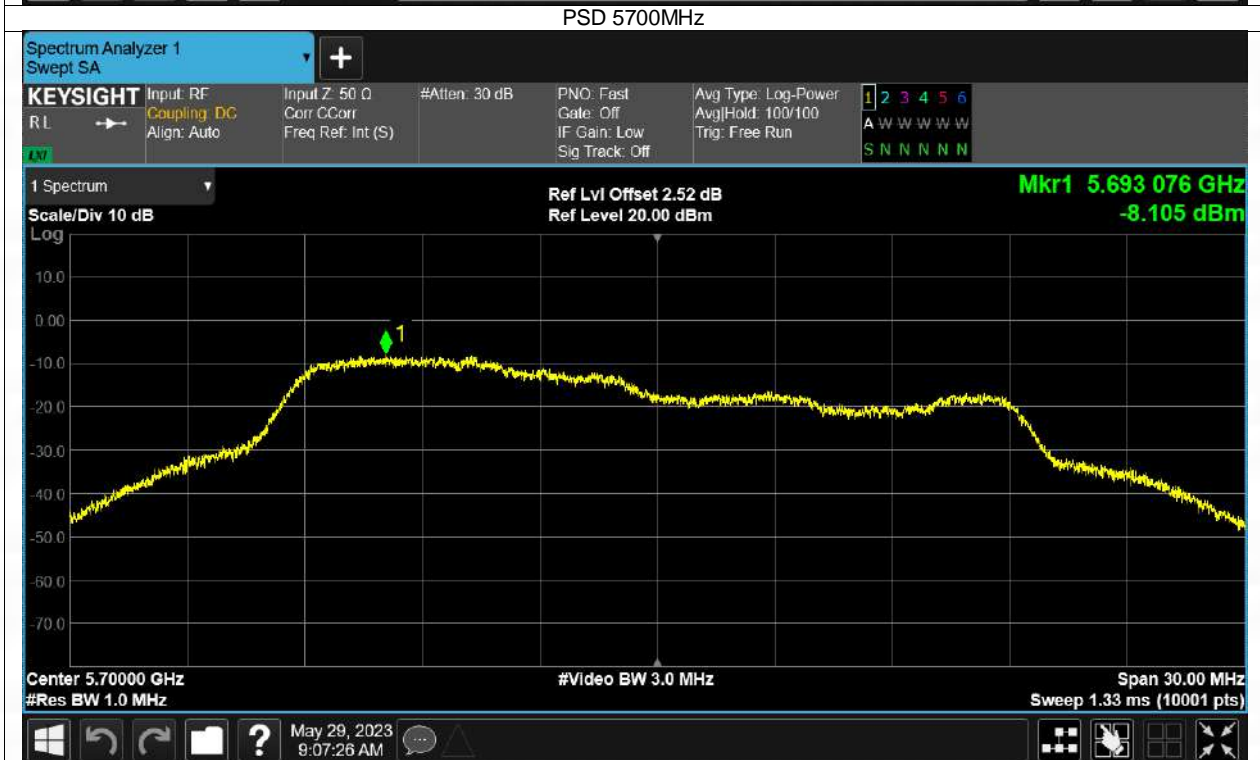 PSD 5700MHz
Spectrum Analyzer 1
Swept SA
+
KEYSIGHT
RL
LXI
Input: RF
Coupling: DC
Align: Auto
Input Z: 50 Ω
Corr CCorr
Freq Ref: Int (S)
#Atten: 30 dB
PNO: Fast
Gate: Off
IF Gain: Low
Sig Track: Off
Avg Type: Log-Power
Avg|Hold: 100/100
Trig: Free Run
1 2 3 4 5 6
A W W W W W
S N N N N N
1 Spectrum
Scale/Div 10 dB
Log
Ref Lvl Offset 2.52 dB
Ref Level 20.00 dBm
Mkr1 5.693 076 GHz
-8.105 dBm
10.0
0.00
1
-10.0
-20.0
-30.0
-40.0
-50.0
-60.0
-70.0
Center 5.70000 GHz
#Res BW 1.0 MHz
#Video BW 3.0 MHz
Span 30.00 MHz
Sweep 1.33 ms (10001 pts)
?
May 29, 2023
9:07:26 AM